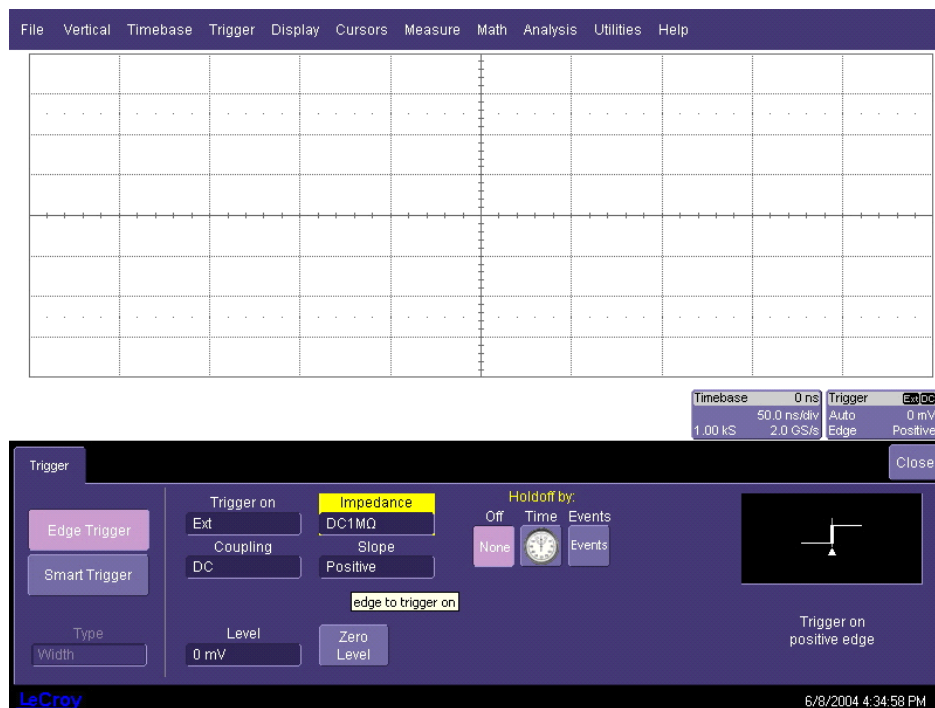 File Vertical Timebase Trigger Display Cursors Measure Math Analysis Utilities Help
Timebase 0 ns
50.0 ns/div
1.00 kS 2.0 GS/s
Trigger Ext DC
Auto 0 mV
Edge Positive
Trigger
Close
Edge Trigger
Smart Trigger
Type
Width
Trigger on
Ext
Coupling
DC
Level
0 mV
Impedance
DC1MΩ
Slope
Positive
edge to trigger on
Zero
Level
Holdoff by:
Off Time Events
None Events
Trigger on
positive edge
LeCroy
6/8/2004 4:34:58 PM